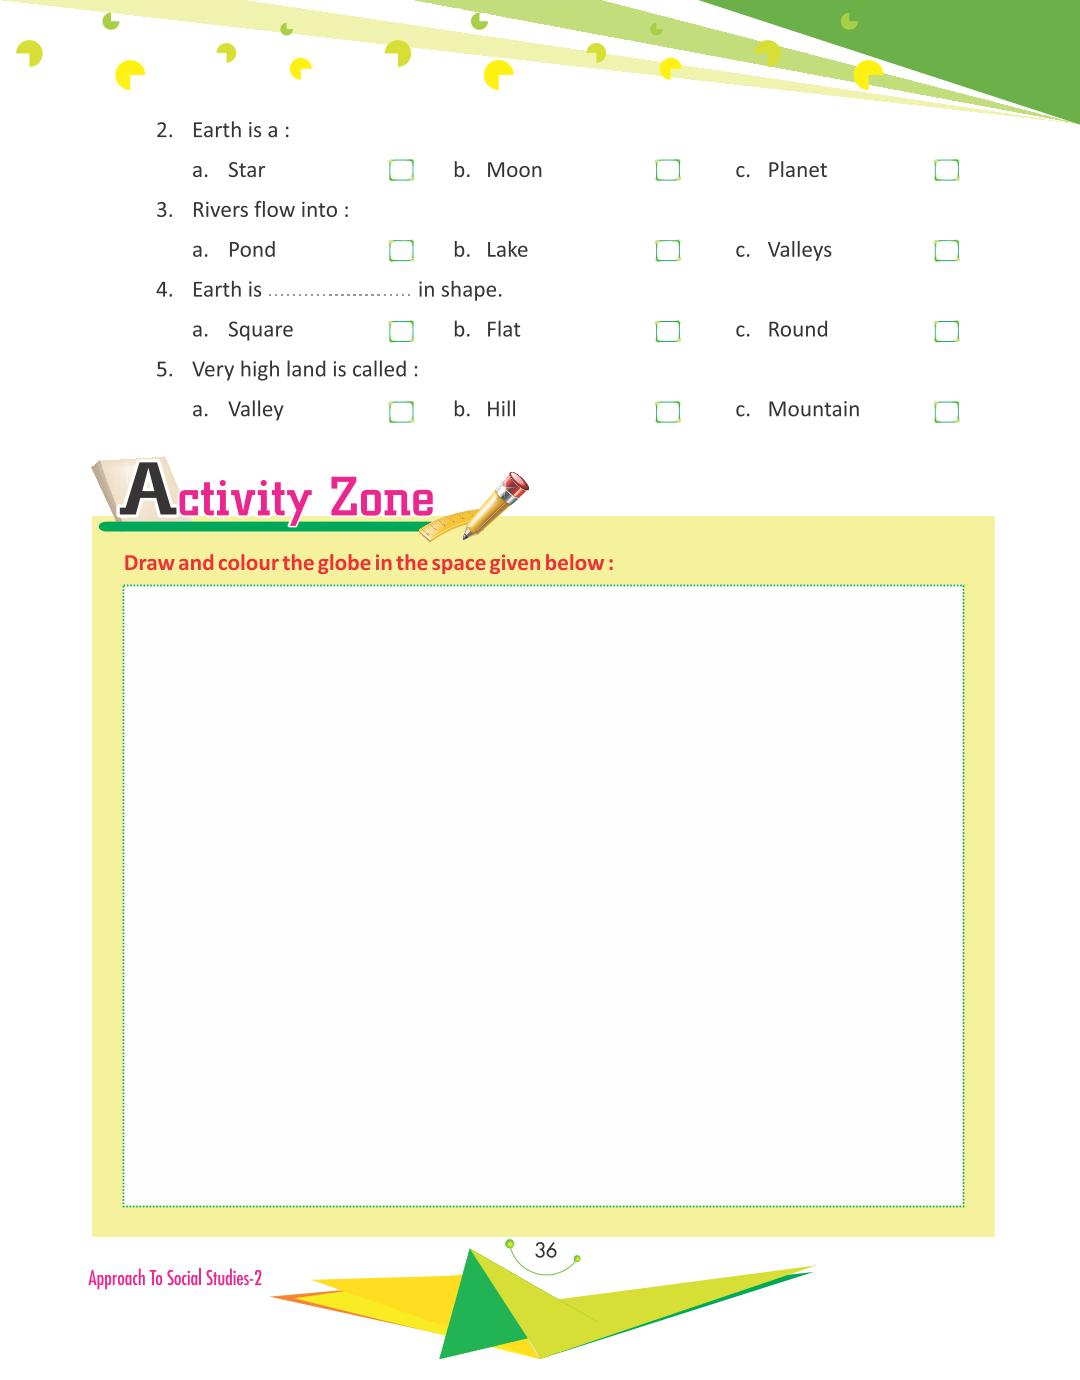 2. Earth is a :
a. Star b. Moon c. Planet
3. Rivers flow into :
a. Pond b. Lake c. Valleys
4. Earth is ........................ in shape.
a. Square b. Flat c. Round
5. Very high land is called :
a. Valley b. Hill c. Mountain
Activity Zone
Draw and colour the globe in the space given below :
36
Approach To Social Studies-2